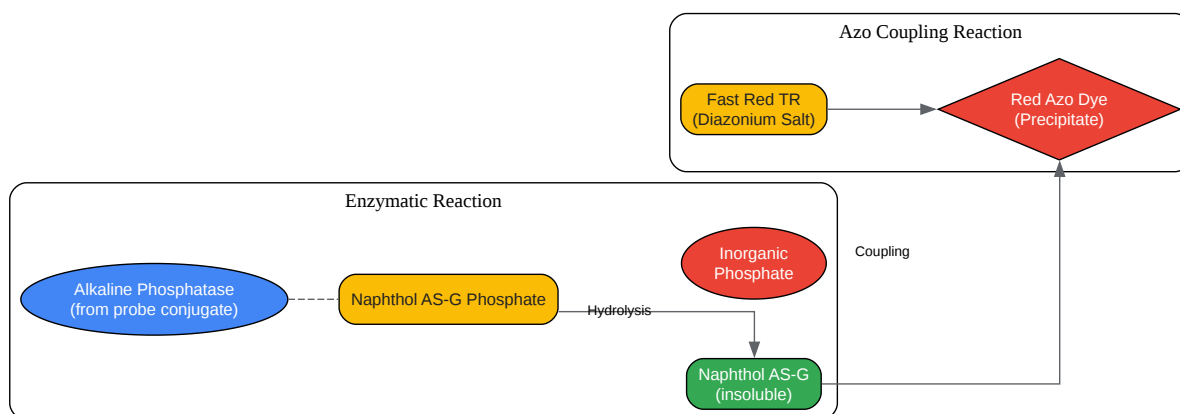 Azo Coupling Reaction
Fast Red TR
(Diazonium Salt)
Red Azo Dye
(Precipitate)
Enzymatic Reaction
Inorganic
Phosphate
Coupling
Alkaline Phosphatase
(from probe conjugate)
Naphthol AS-G Phosphate
Hydrolysis
Naphthol AS-G
(insoluble)